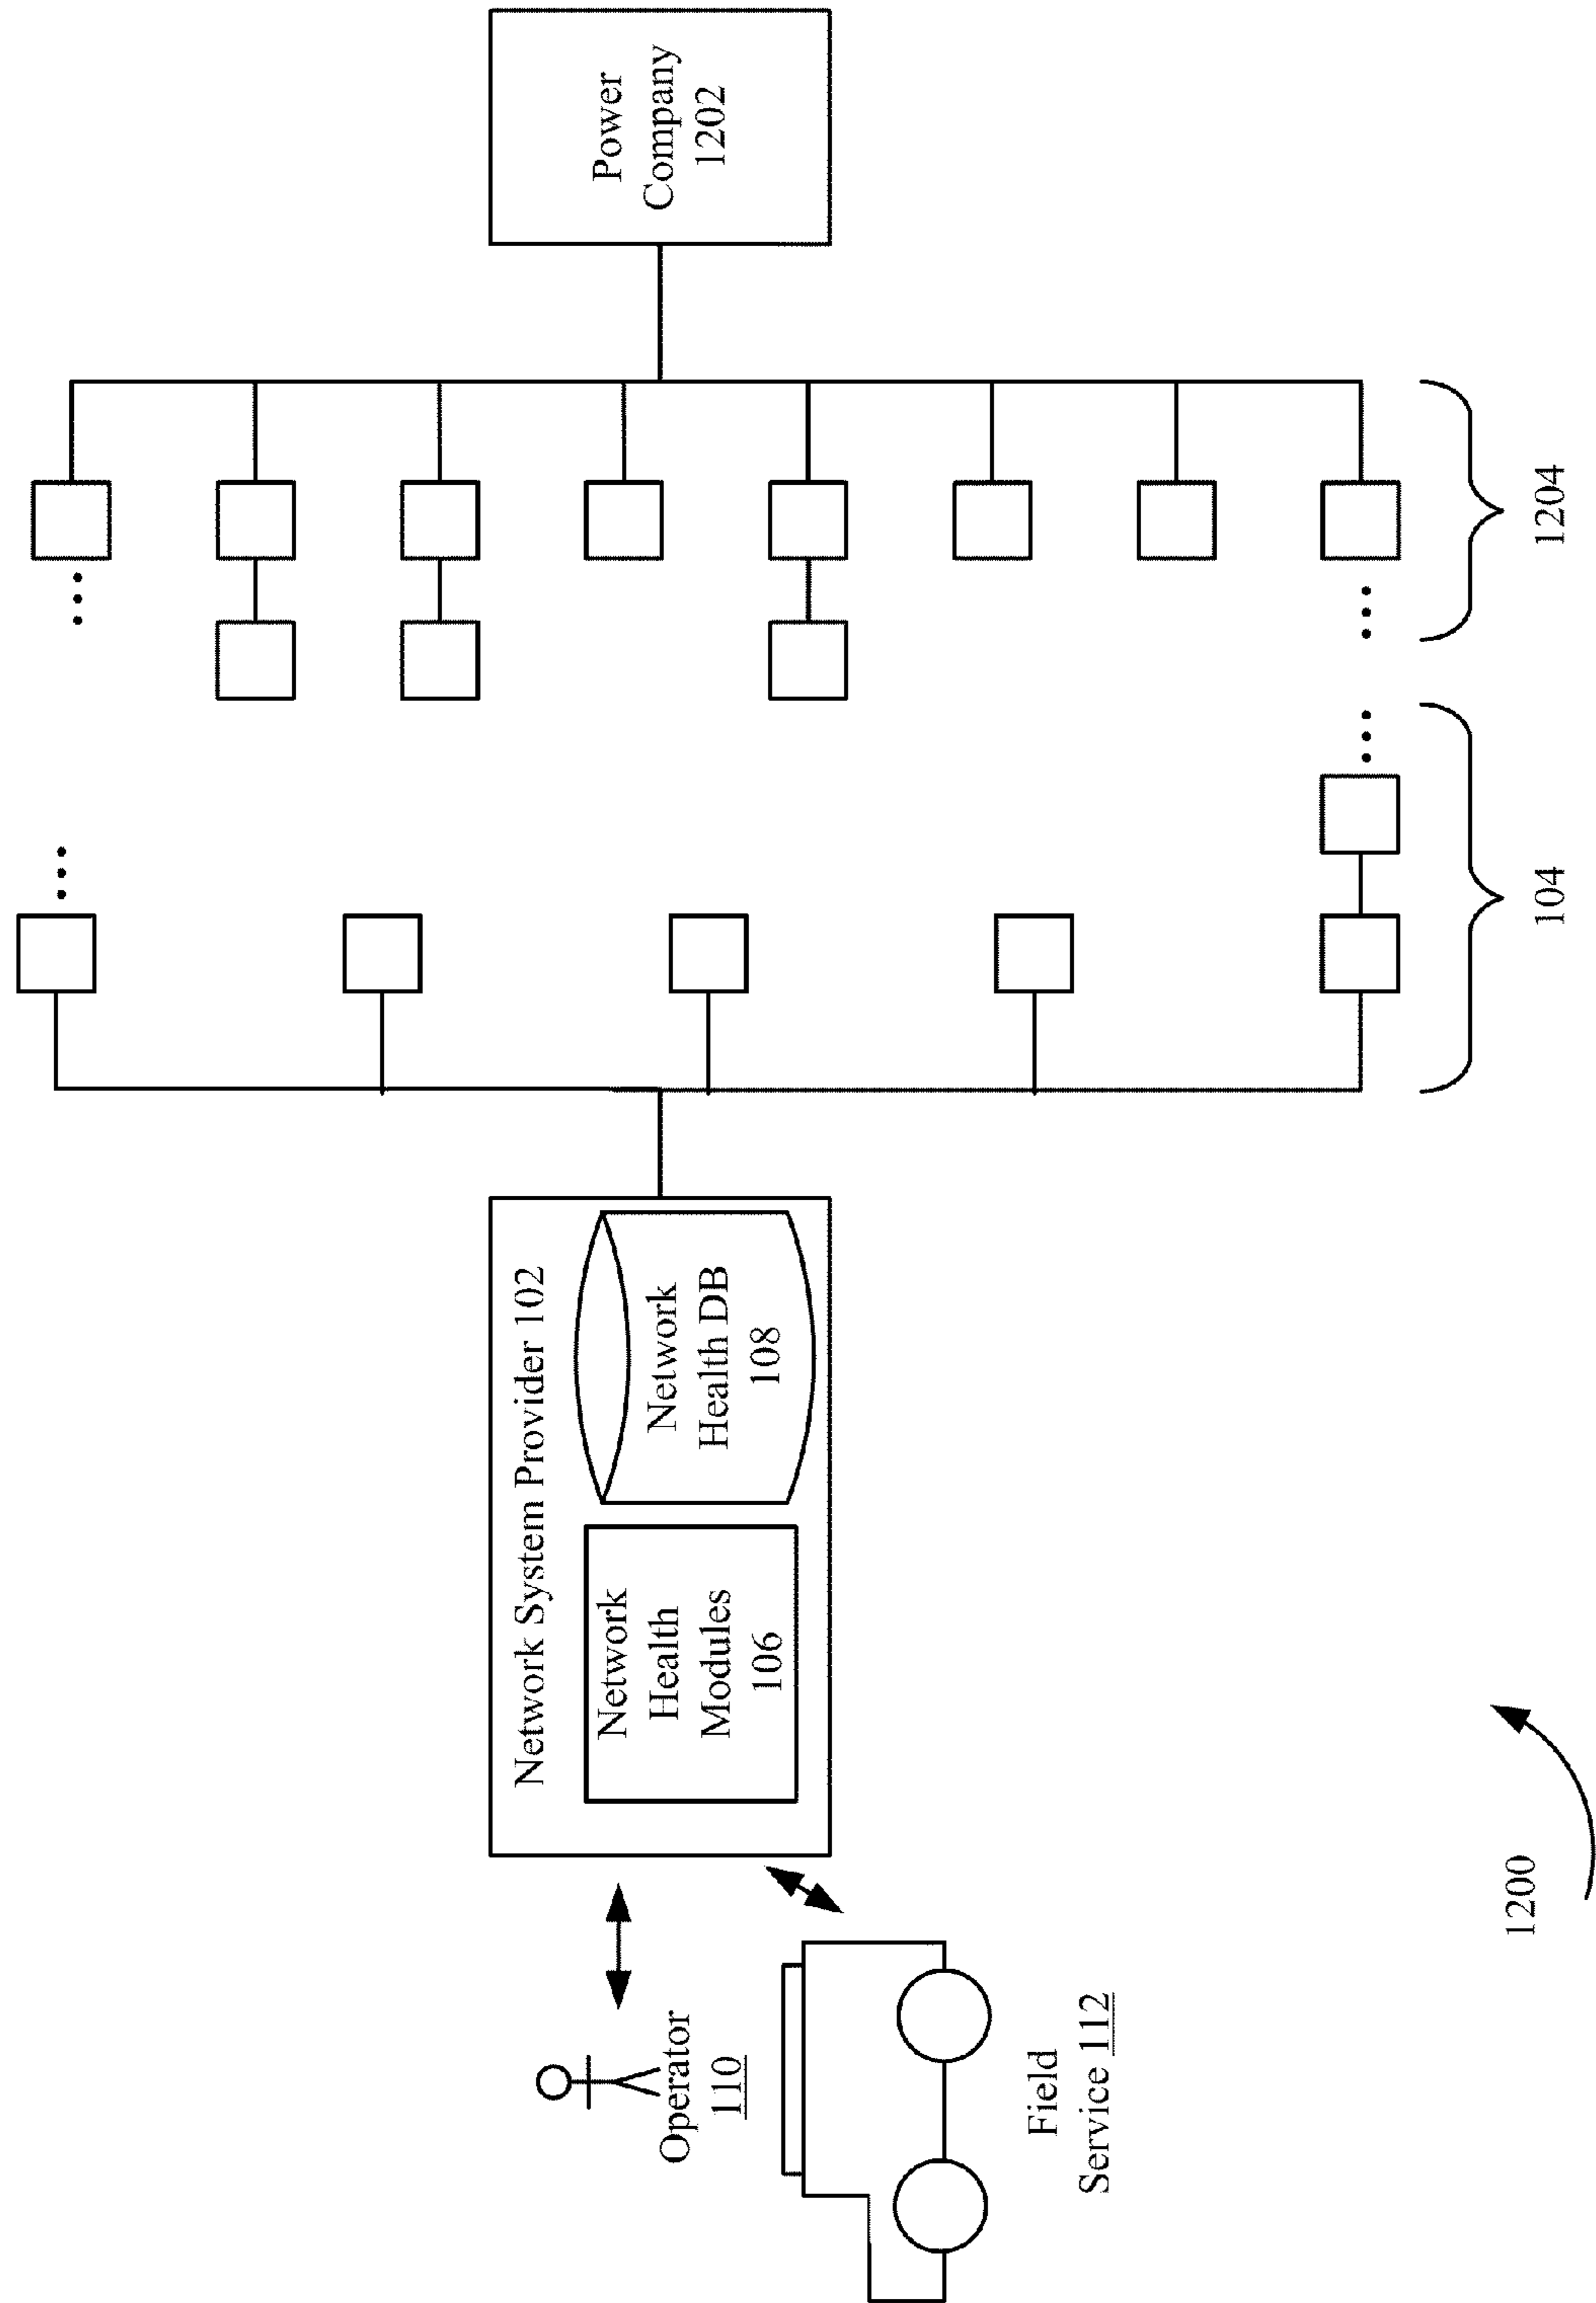 Power
Company
1202
1204
104
Network System Provider 102
Network
Health DB
108
Network
Health
Modules
106
Operator
110
Field
Service 112
1200